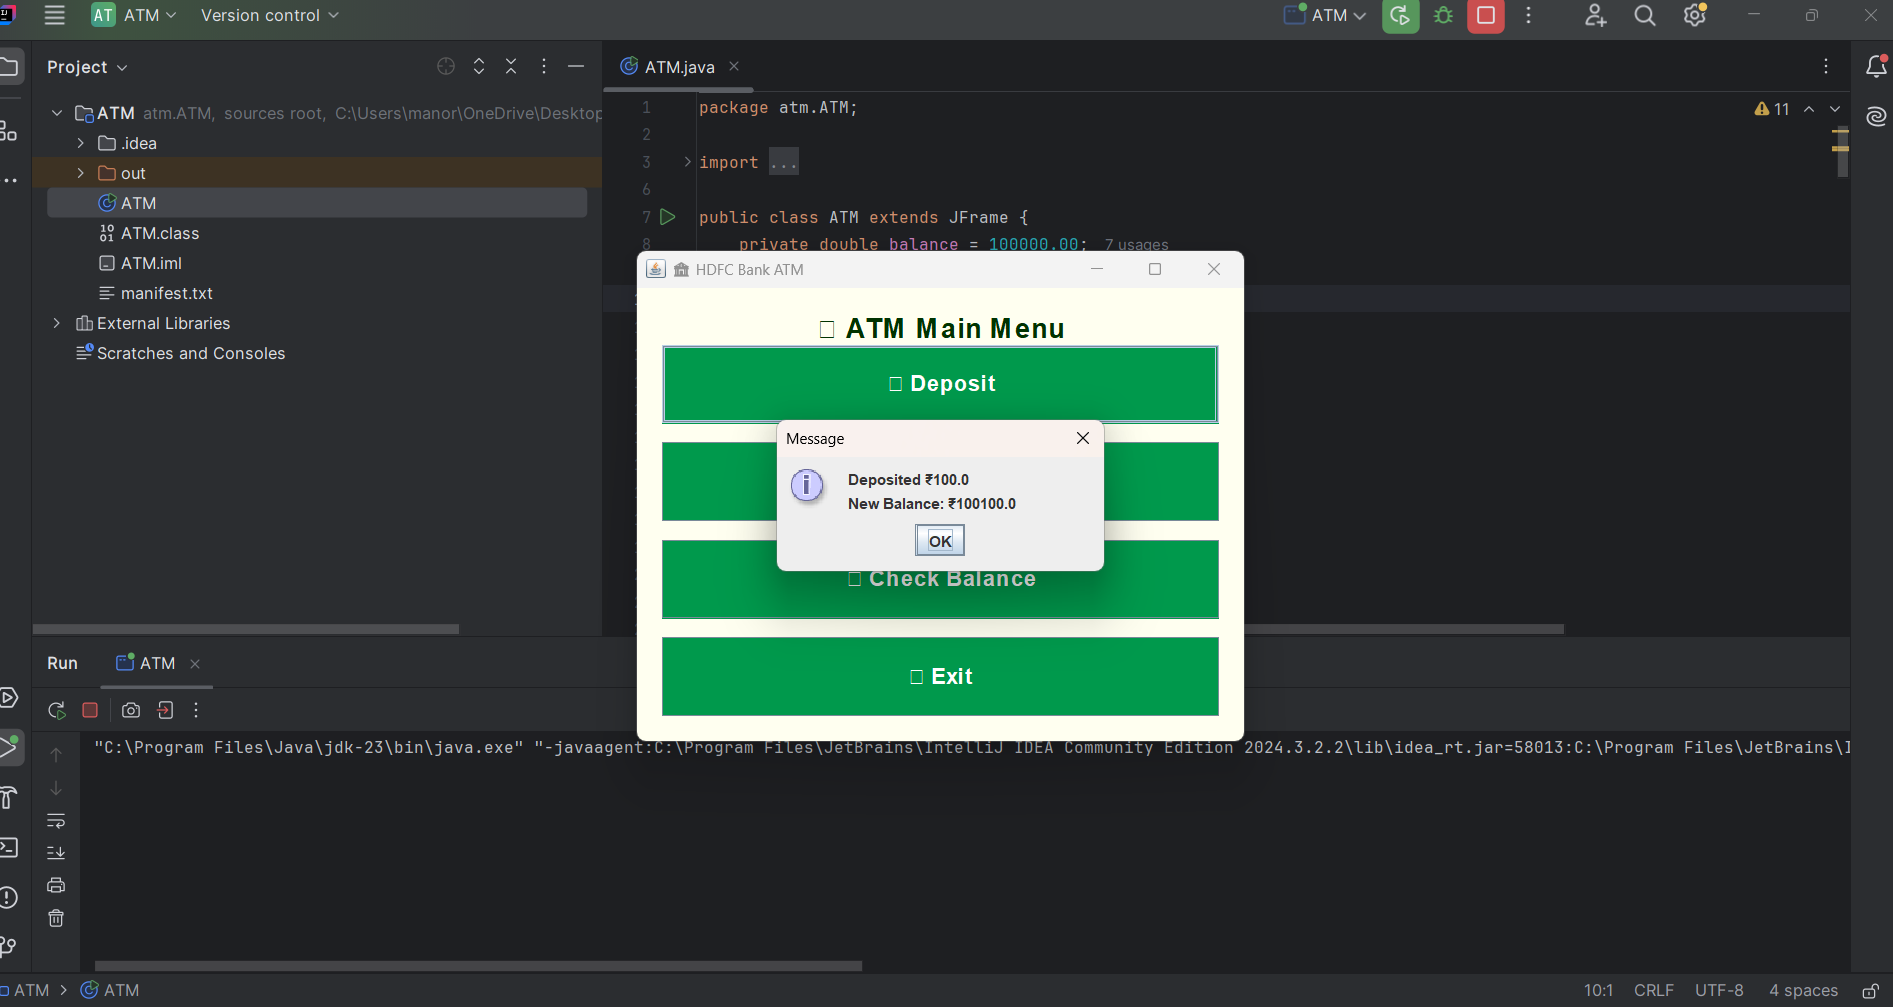 AT ATM Version control
ATM
Project
ATM.java
ATM atm.ATM, sources root, C:\Users\manor\OneDrive\Desktop
.idea
out
ATM
ATM.class
ATM.iml
manifest.txt
External Libraries
Scratches and Consoles
1 package atm.ATM;
2
3 import ...
6
7 public class ATM extends JFrame {
8 private double balance = 100000.00; 7 usages
11
HDFC Bank ATM
ATM Main Menu
Deposit
Message
Deposited ₹100.0
New Balance: ₹100100.0
OK
Check Balance
Exit
Run ATM
"C:\Program Files\Java\jdk-23\bin\java.exe" "-javaagent:C:\Program Files\JetBrains\IntelliJ IDEA Community Edition 2024.3.2.2\lib\idea_rt.jar=58013:C:\Program Files\JetBrains\I
ATM > ATM
10:1 CRLF UTF-8 4 spaces